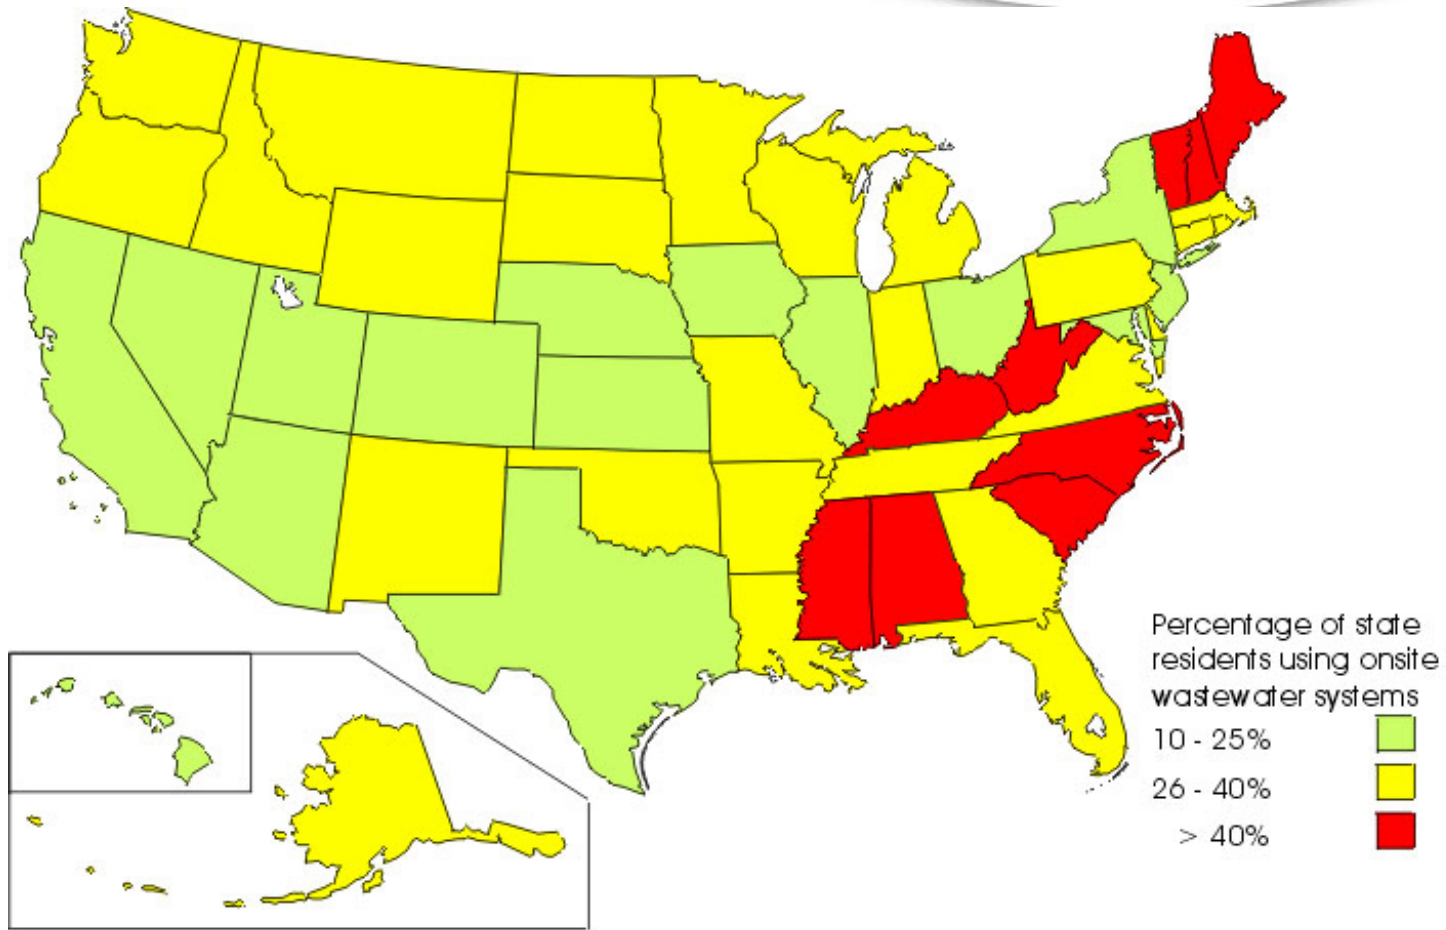 Percentage of state
residents using onsite
wastewater systems
10 - 25%
26 - 40%
> 40%